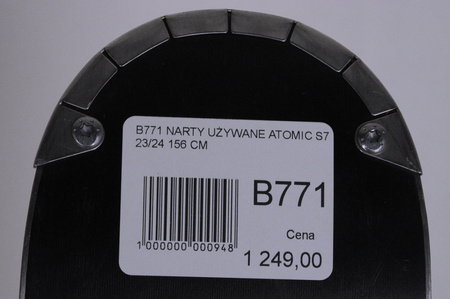 B771 NARTY UŻYWANE ATOMIC S7
23/24 156 CM
B771
1 000000 000948
Cena
1 249,00